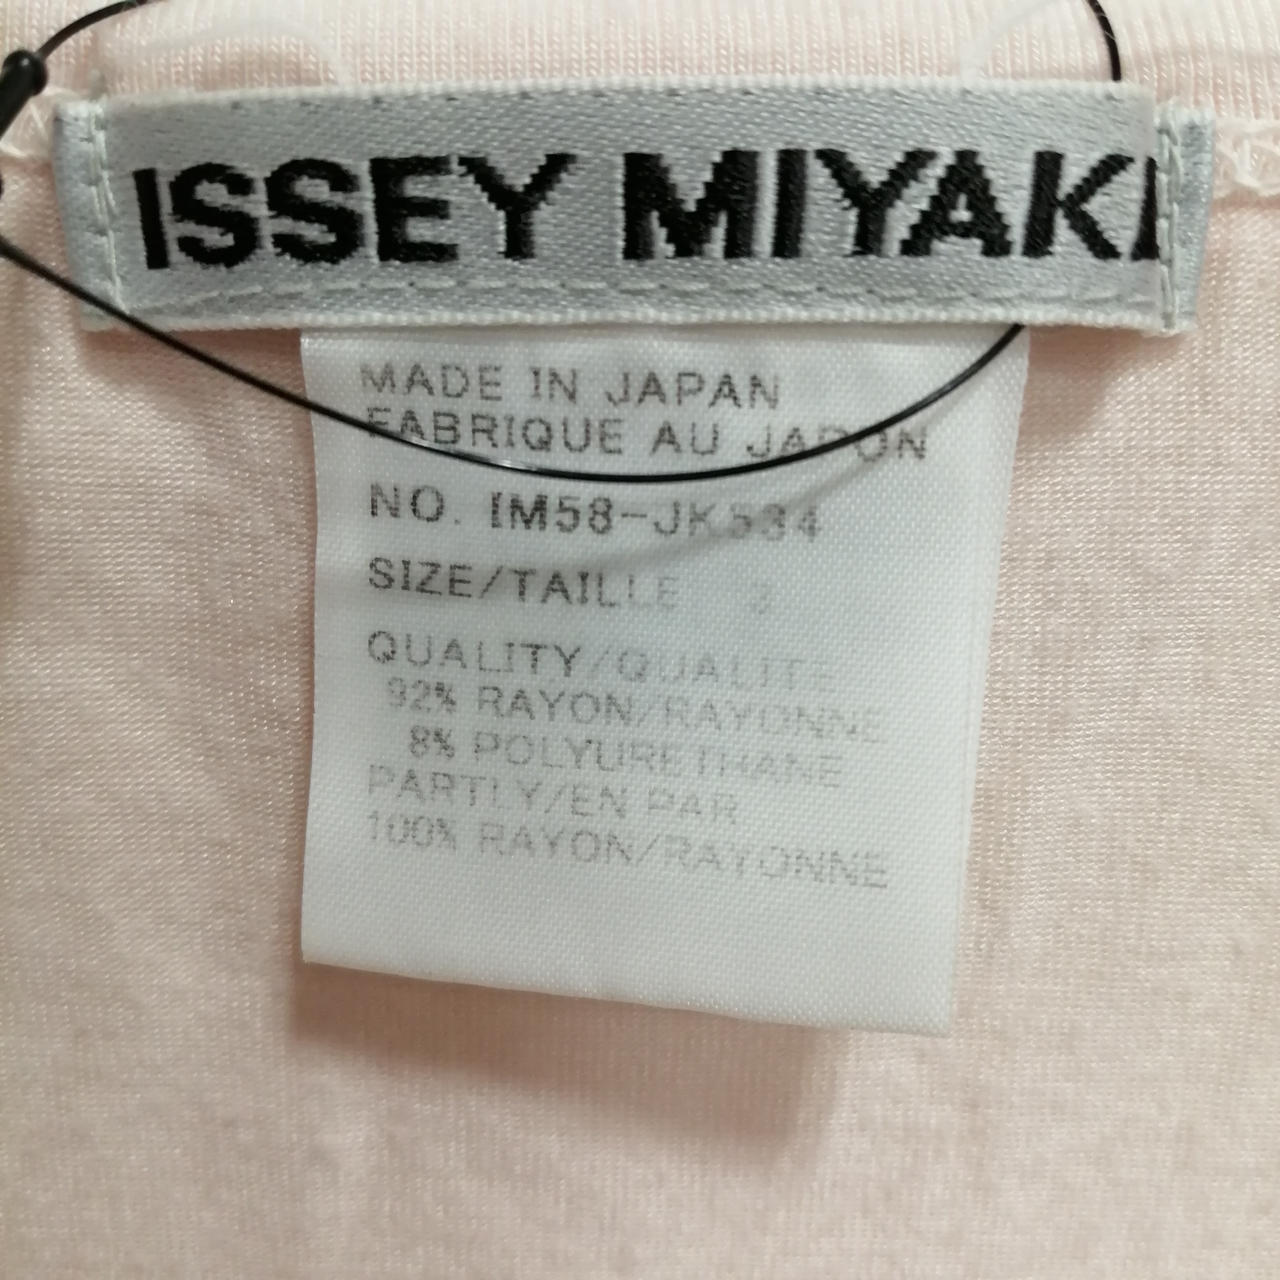 ISSEY MIYAKE
MADE IN JAPAN
FABRIQUE AU JAPON
NO. IM58-JK534
SIZE/TAILLE
QUALITY/QUALITE
92% RAYON/RAYONNE
8% POLYURETHANE
PARTLY/EN PAR
100% RAYON/RAYONNE